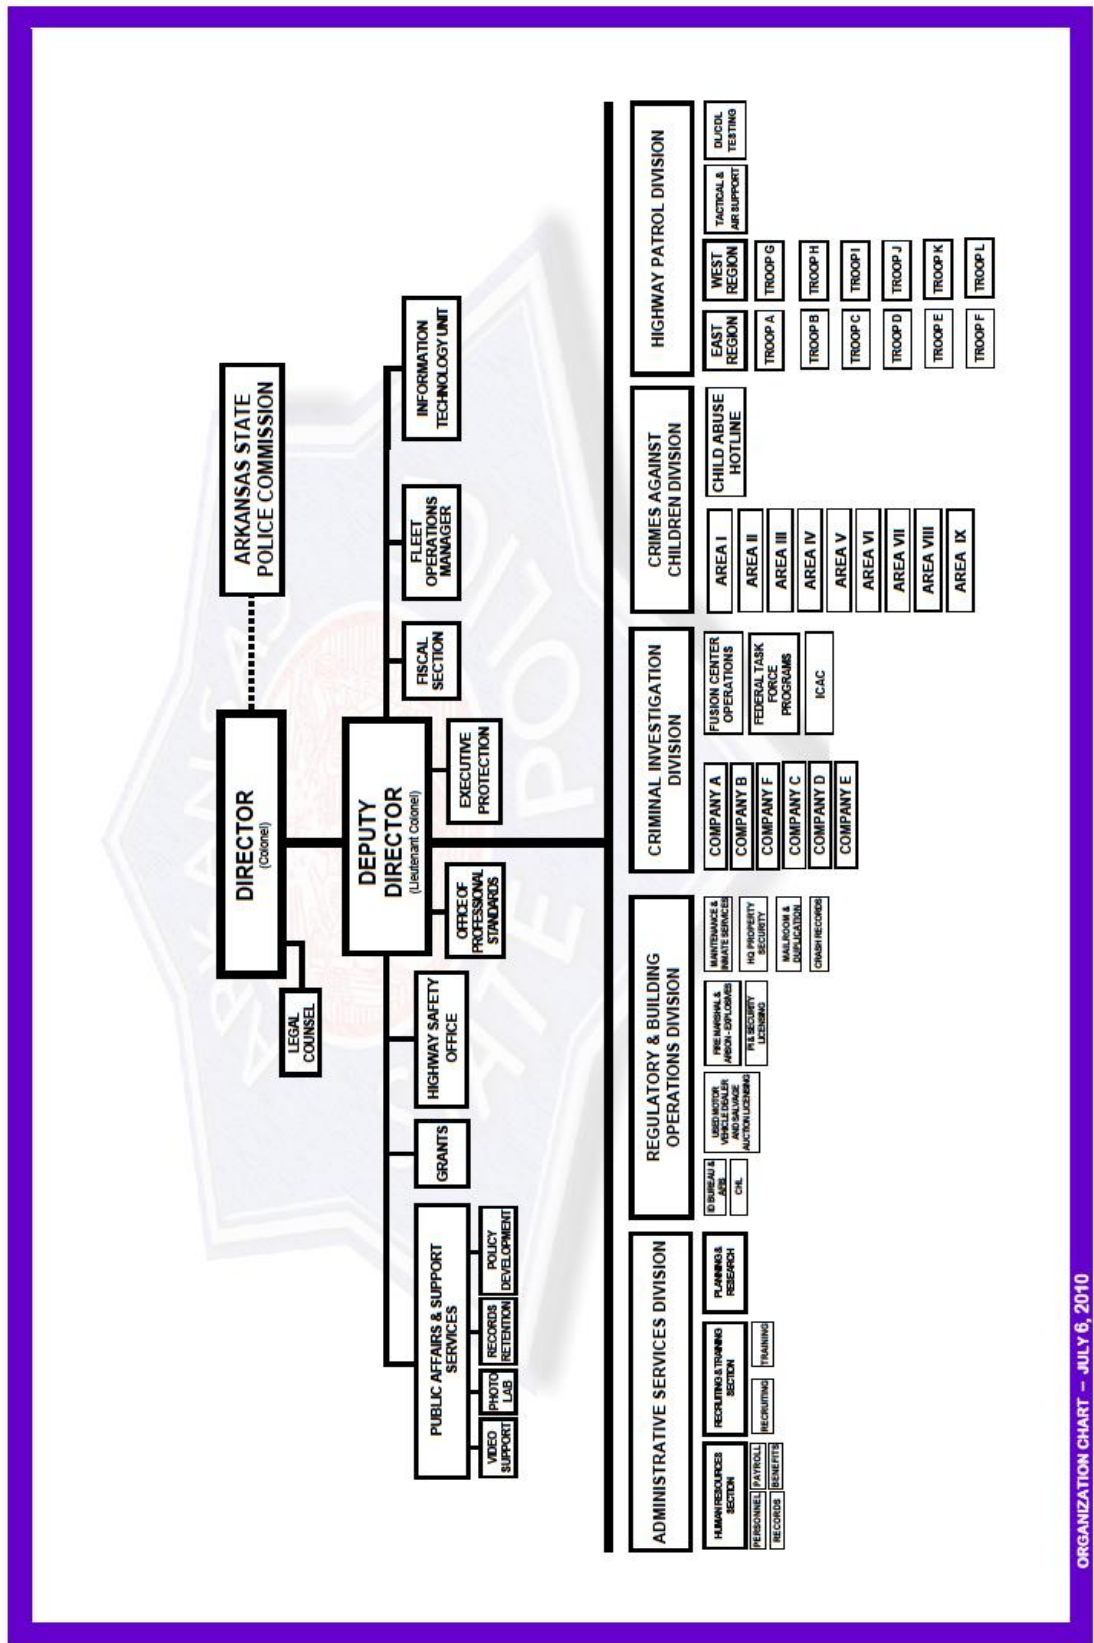 ARKANSAS STATE
POLICE COMMISSION
DIRECTOR
(Colonel)
LEGAL
COUNSEL
DEPUTY
DIRECTOR
(Lieutenant Colonel)
PUBLIC AFFAIRS & SUPPORT
SERVICES
VIDEO
SUPPORT
PHOTO
LAB
RECORDS
RETENTION
POLICY
DEVELOPMENT
GRANTS
HIGHWAY SAFETY
OFFICE
OFFICE OF
PROFESSIONAL
STANDARDS
EXECUTIVE
PROTECTION
FISCAL
SECTION
FLEET
OPERATIONS
MANAGER
INFORMATION
TECHNOLOGY UNIT
ADMINISTRATIVE SERVICES DIVISION
HUMAN RESOURCES
SECTION
PERSONNEL
PAYROLL
RECORDS
BENEFITS
RECRUITING & TRAINING
SECTION
RECRUITING
TRAINING
PLANNING &
RESEARCH
REGULATORY & BUILDING
OPERATIONS DIVISION
ID BUREAU &
AFIS
CHL
USED MOTOR
VEHICLE DEALER
AND SALVAGE
AUCTION LICENSING
FIRE MARSHAL &
ARSON - EXPLOSIVES
PI & SECURITY
LICENSING
MAINTENANCE &
INMATE SERVICES
HQ PROPERTY
SECURITY
MAILROOM &
DUPLICATION
CRASH RECORDS
CRIMINAL INVESTIGATION
DIVISION
COMPANY A
COMPANY B
COMPANY F
COMPANY C
COMPANY D
COMPANY E
FUSION CENTER
OPERATIONS
FEDERAL TASK
FORCE
PROGRAMS
ICAC
CRIMES AGAINST
CHILDREN DIVISION
AREA I
AREA II
AREA III
AREA IV
AREA V
AREA VI
AREA VII
AREA VIII
AREA IX
CHILD ABUSE
HOTLINE
HIGHWAY PATROL DIVISION
EAST
REGION
TROOP A
TROOP B
TROOP C
TROOP D
TROOP E
TROOP F
WEST
REGION
TROOP G
TROOP H
TROOP I
TROOP J
TROOP K
TROOP L
TACTICAL &
AIR SUPPORT
DL/CDL
TESTING
ORGANIZATION CHART – JULY 6, 2010
ARKANSAS
STATE POLICE